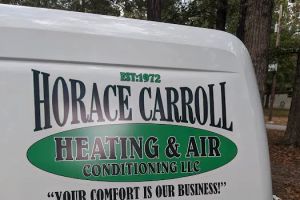 EST:1972
HORACE CARROLL
HEATING & AIR
CONDITIONING LLC
"YOUR COMFORT IS OUR BUSINESS!"